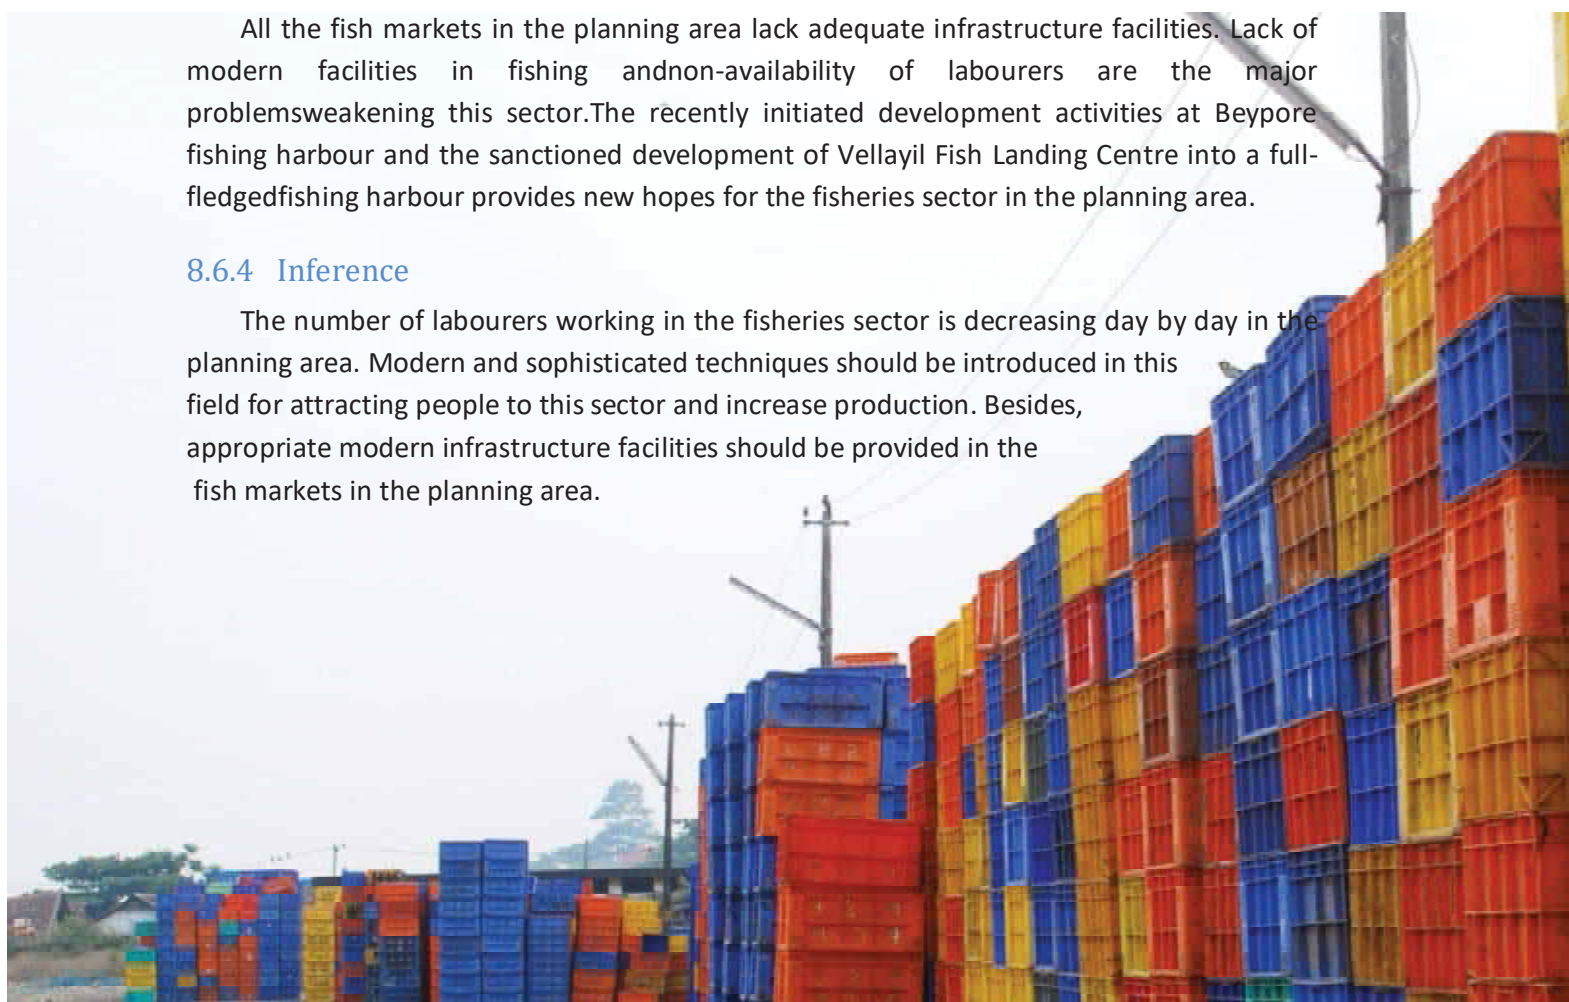 All the fish markets in the planning area lack adequate infrastructure facilities. Lack of
modern facilities in fishing andnon-availability of labourers are the major
problemsweakening this sector.The recently initiated development activities at Beypore
fishing harbour and the sanctioned development of Vellayil Fish Landing Centre into a full-
fledgedfishing harbour provides new hopes for the fisheries sector in the planning area.
8.6.4 Inference
The number of labourers working in the fisheries sector is decreasing day by day in the
planning area. Modern and sophisticated techniques should be introduced in this
field for attracting people to this sector and increase production. Besides,
appropriate modern infrastructure facilities should be provided in the
fish markets in the planning area.